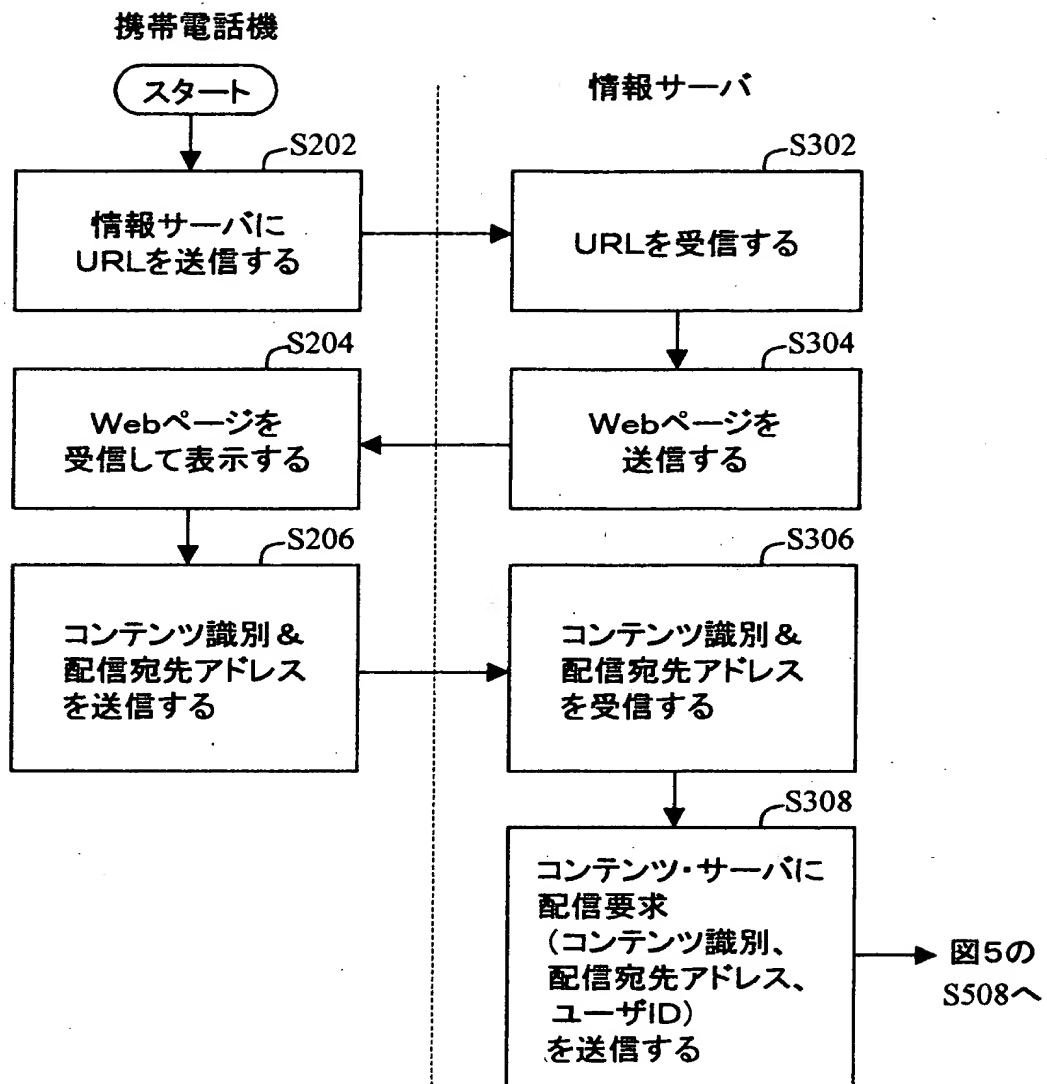 携帯電話機
スタート
情報サーバ
S202
情報サーバに
URLを送信する
S302
URLを受信する
S204
Webページを
受信して表示する
S304
Webページを
送信する
S206
コンテンツ識別&
配信宛先アドレス
を送信する
S306
コンテンツ識別&
配信宛先アドレス
を受信する
S308
コンテンツ・サーバに
配信要求
(コンテンツ識別、
配信宛先アドレス、
ユーザID)
を送信する
図5の
S508へ